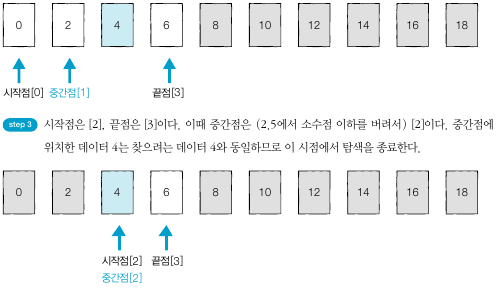 0 2 4 6 8 10 12 14 16 18
시작점[0] 중간점[1] 끝점[3]
step 3 시작점은 [2], 끝점은 [3]이다. 이때 중간점은 (2.5에서 소수점 이하를 버려서) [2]이다. 중간점에
위치한 데이터 4는 찾으려는 데이터 4와 동일하므로 이 시점에서 탐색을 종료한다.
0 2 4 6 8 10 12 14 16 18
시작점[2] 끝점[3]
중간점[2]